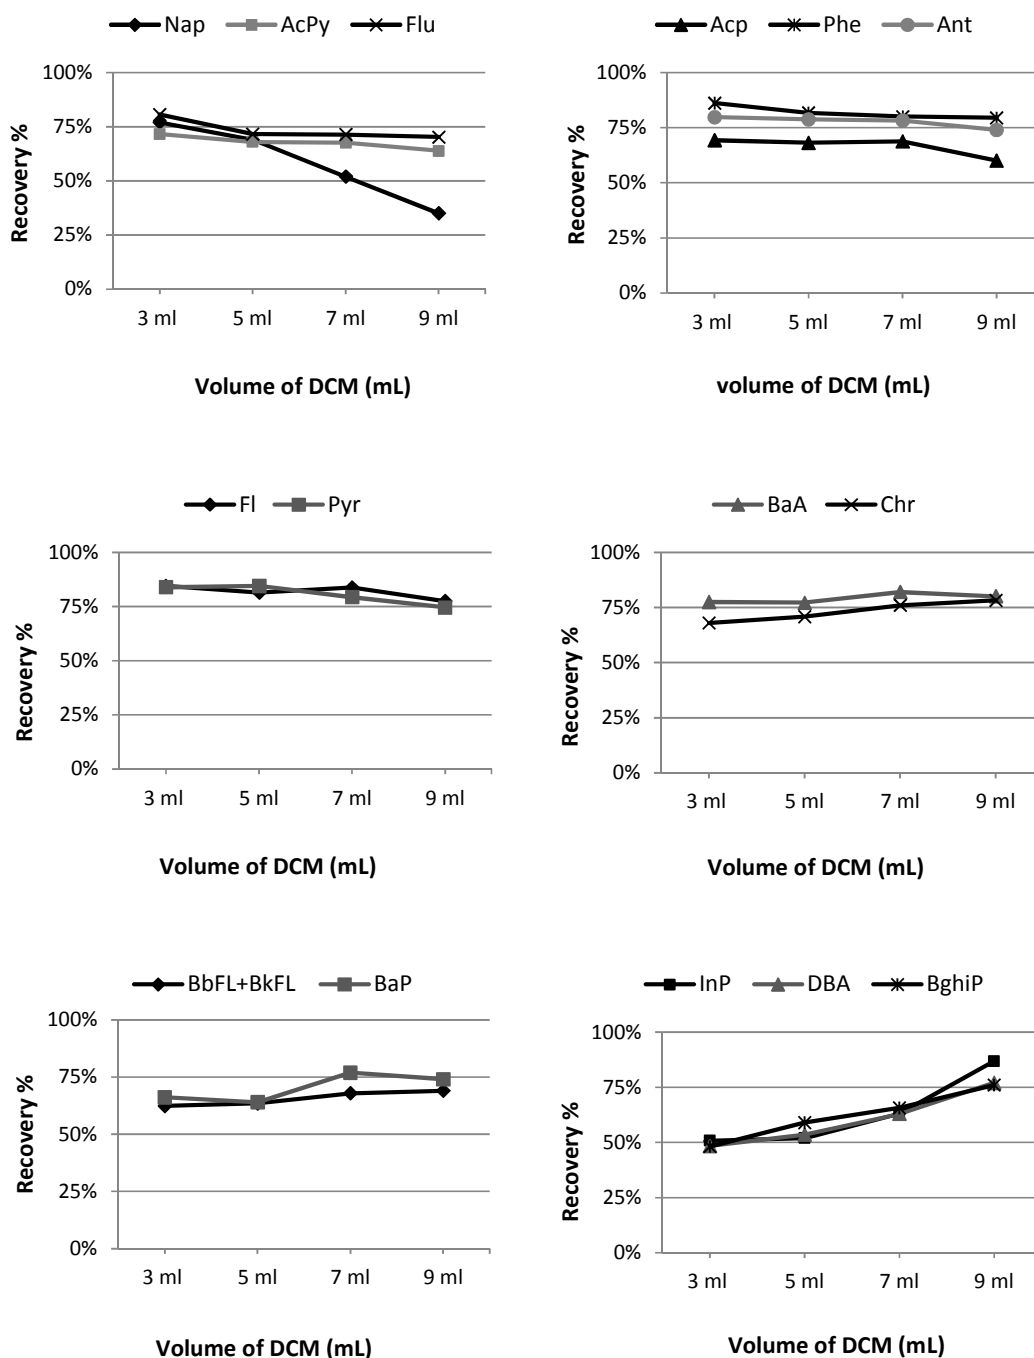 Nap AcPy Flu
100%
75%
50%
25%
0%
Recovery %
3 ml 5 ml 7 ml 9 ml
Volume of DCM (mL)
Acp Phe Ant
100%
75%
50%
25%
0%
Recovery %
3 ml 5 ml 7 ml 9 ml
volume of DCM (mL)
Fl Pyr
100%
75%
50%
25%
0%
Recovery %
3 ml 5 ml 7 ml 9 ml
Volume of DCM (mL)
BaA Chr
100%
75%
50%
25%
0%
Recovery %
3 ml 5 ml 7 ml 9 ml
Volume of DCM (mL)
BbFL+BkFL BaP
100%
75%
50%
25%
0%
Recovery %
3 ml 5 ml 7 ml 9 ml
Volume of DCM (mL)
InP DBA BghiP
100%
75%
50%
25%
0%
Recovery %
3 ml 5 ml 7 ml 9 ml
Volume of DCM (mL)